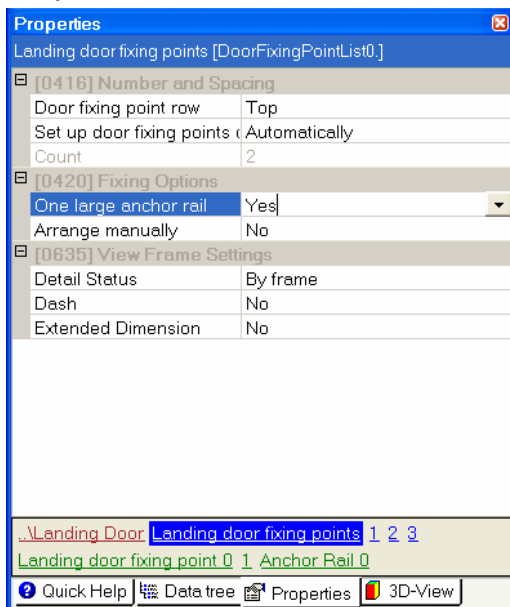 Properties
Landing door fixing points [DoorFixingPointList0.]
[0416] Number and Spacing
Door fixing point row Top
Set up door fixing points ( Automatically
Count 2
[0420] Fixing Options
One large anchor rail Yes
Arrange manually No
[0635] View Frame Settings
Detail Status By frame
Dash No
Extended Dimension No
..\Landing Door Landing door fixing points 1 2 3
Landing door fixing point 0 1 Anchor Rail 0
Quick Help Data tree Properties 3D-View